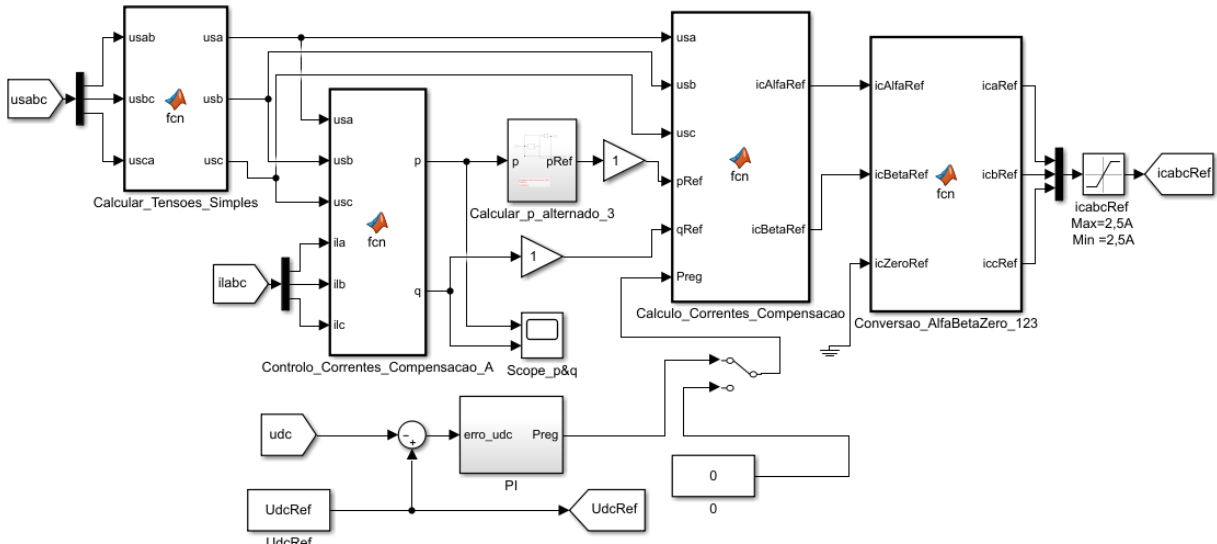 usabc
usab
usbc
usca
fcn
usa
usb
usc
Calcular_Tensoes_Simples
ilabc
usa
usb
usc
ila
ilb
ilc
fcn
p
q
Controlo_Correntes_Compensacao_A
p
pRef
Calcular_p_alternado_3
1
1
Scope_p&q
usa
usb
usc
pRef
qRef
Preg
fcn
icAlfaRef
icBetaRef
Calculo_Correntes_Compensacao
icAlfaRef
icBetaRef
icZeroRef
fcn
icaRef
icbRef
iccRef
Conversao_AlfaBetaZero_123
icabcRef
Max=2,5A
Min =2,5A
icabcRef
udc
erro_udc
Preg
PI
0
0
UdcRef
UdcRef
UdcRef